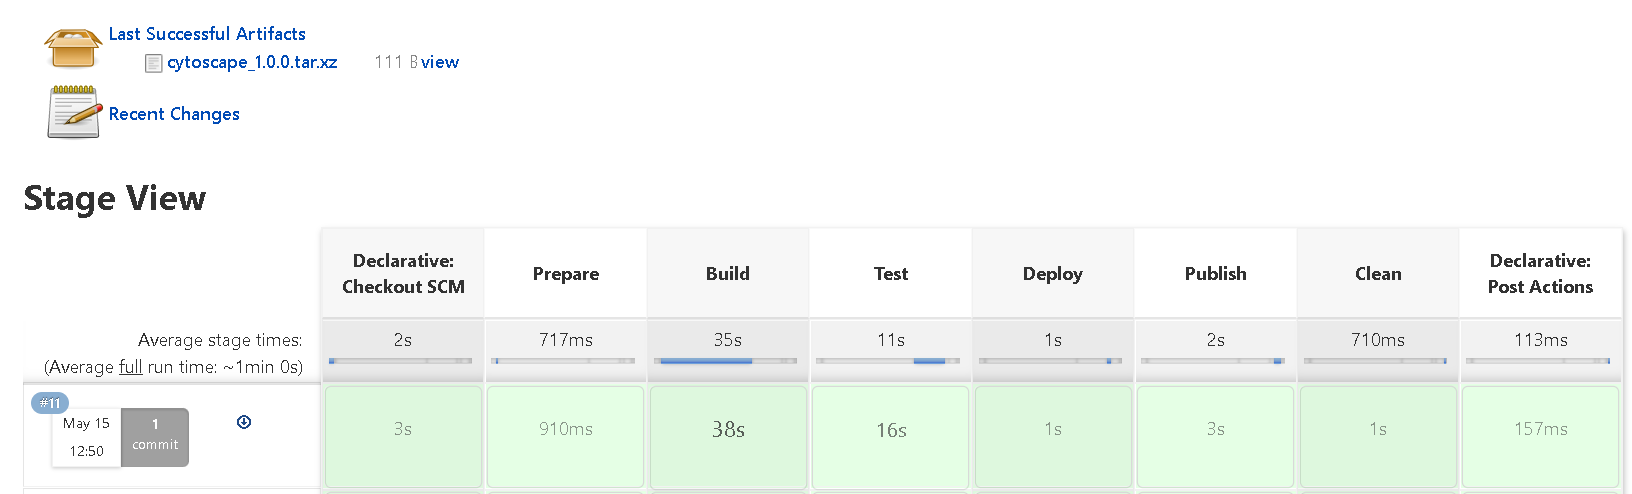 Last Successful Artifacts
cytoscape_1.0.0.tar.xz 111 B view
Recent Changes
Stage View
Declarative: Checkout SCM Prepare Build Test Deploy Publish Clean Declarative: Post Actions
Average stage times: 2s 717ms 35s 11s 1s 2s 710ms 113ms
(Average full run time: ~1min 0s)
#11
May 15 1 3s 910ms 38s 16s 1s 3s 1s 157ms
12:50 commit